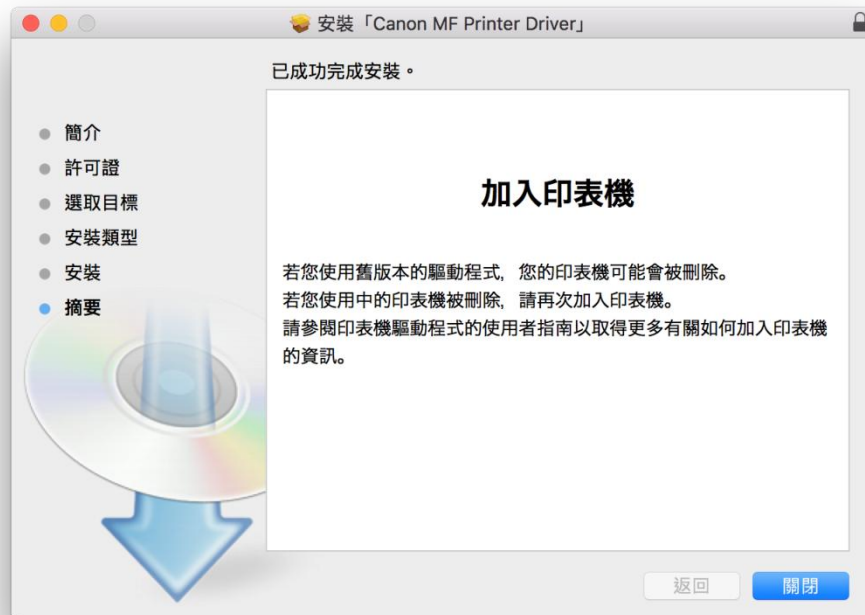 安裝「Canon MF Printer Driver」
已成功完成安裝。
簡介
許可證
選取目標
安裝類型
安裝
摘要
加入印表機
若您使用舊版本的驅動程式，您的印表機可能會被刪除。
若您使用中的印表機被刪除，請再次加入印表機。
請參閱印表機驅動程式的使用者指南以取得更多有關如何加入印表機
的資訊。
返回
關閉